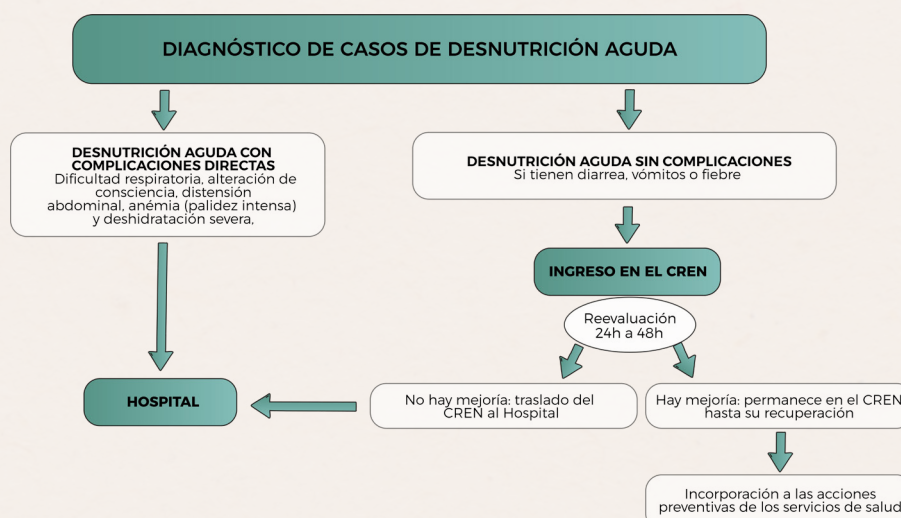 DIAGNÓSTICO DE CASOS DE DESNUTRICIÓN AGUDA
DESNUTRICIÓN AGUDA CON
COMPLICACIONES DIRECTAS
Dificultad respiratoria, alteración de
consciencia, distensión
abdominal, anémia (palidez intensa)
y deshidratación severa,
DESNUTRICIÓN AGUDA SIN COMPLICACIONES
Si tienen diarrea, vómitos o fiebre
INGRESO EN EL CREN
Reevaluación
24h a 48h
HOSPITAL
No hay mejoría: traslado del
CREN al Hospital
Hay mejoría: permanece en el CREN
hasta su recuperación
Incorporación a las acciones
preventivas de los servicios de salud